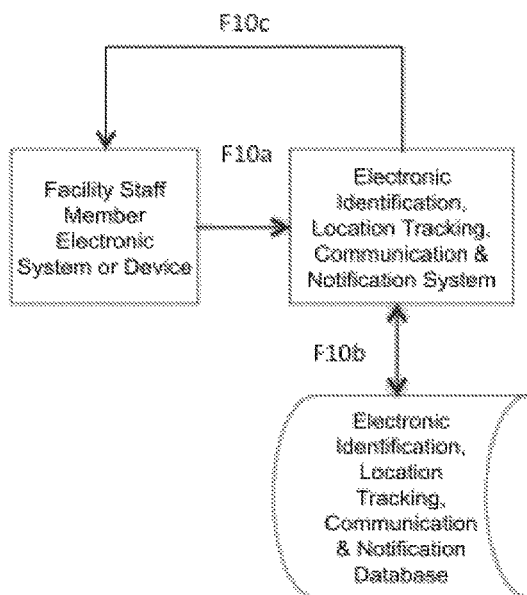 F10c
F10a
Facility Staff
Member
Electronic
System or Device
Electronic
Identification,
Location Tracking,
Communication &
Notification System
F10b
Electronic
Identification,
Location
Tracking,
Communication
& Notification
Database